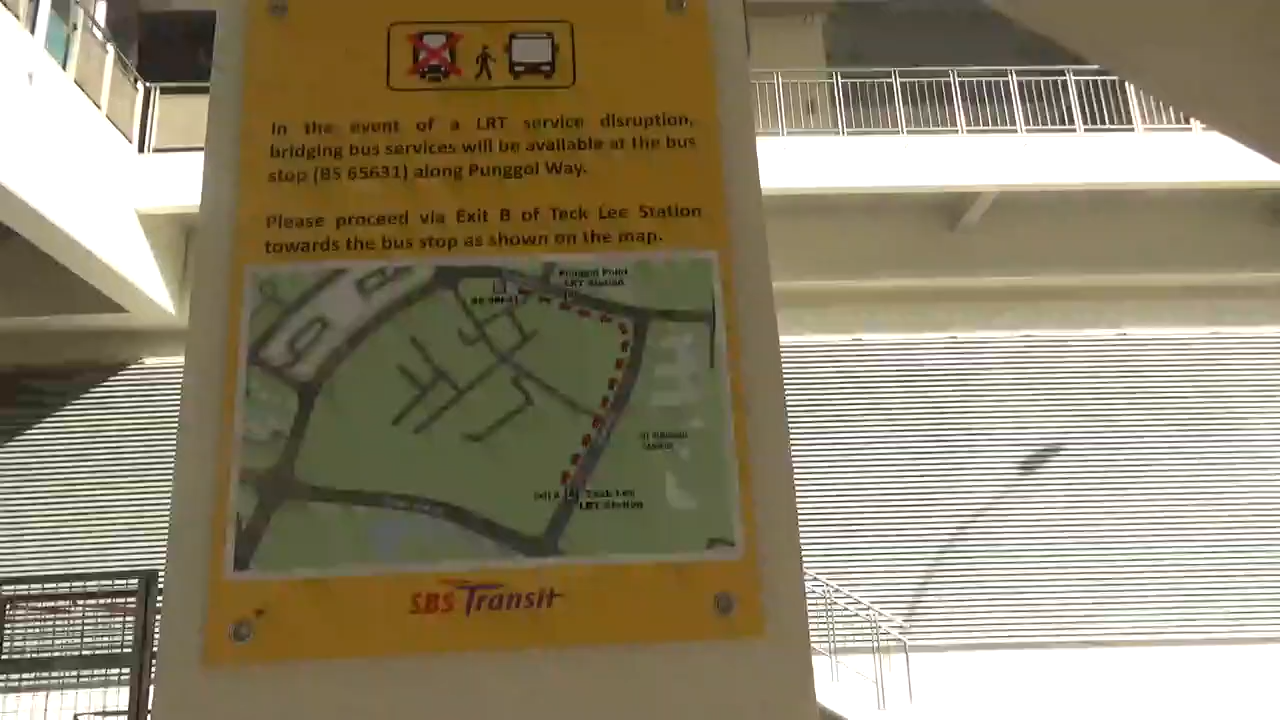 In the event of a LRT service disruption,
bridging bus services will be available at the bus
stop (BS 65631) along Punggol Way.
Please proceed via Exit B of Teck Lee Station
towards the bus stop as shown on the map.
Punggol Point
LRT Station
Teck Lee
LRT Station
SBS Transit